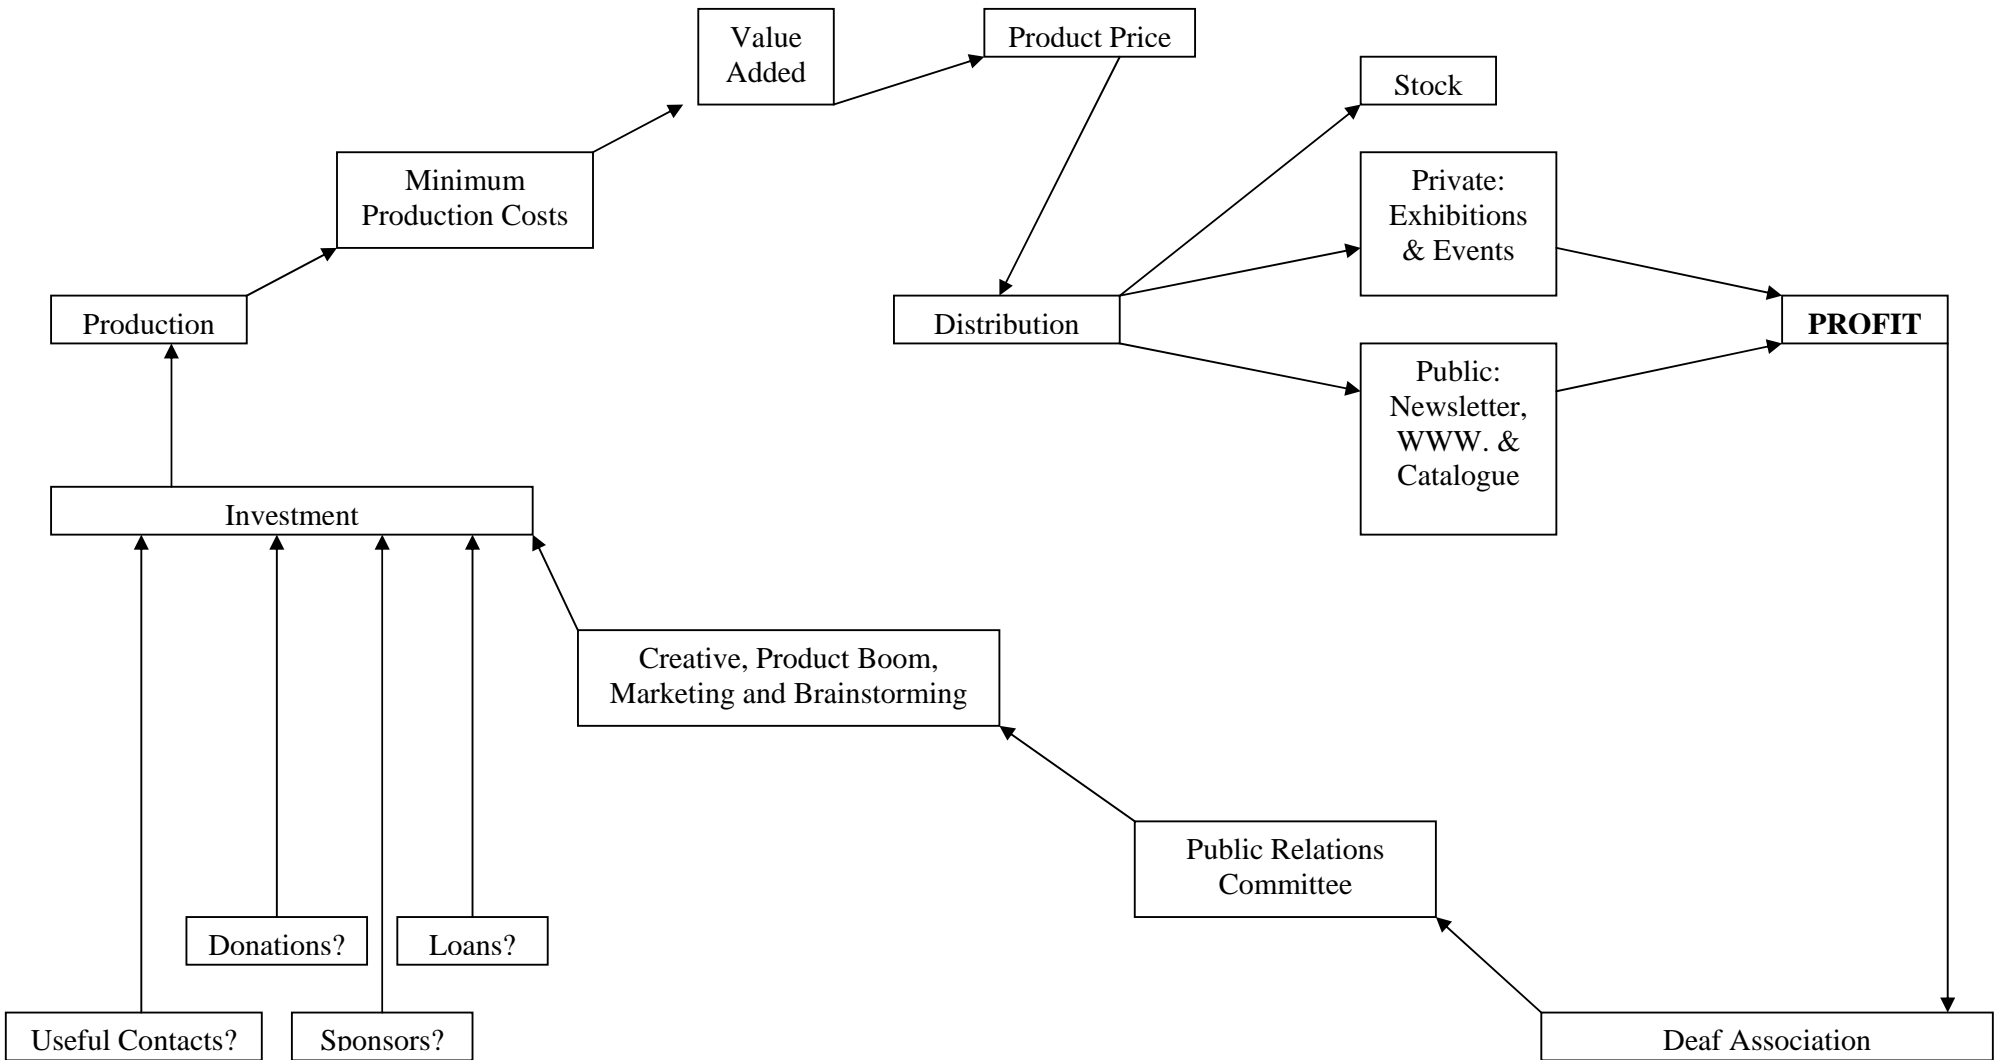 Value
Added
Product Price
Stock
Minimum
Production Costs
Private:
Exhibitions
& Events
Production
Distribution
PROFIT
Public:
Newsletter,
WWW. &
Catalogue
Investment
Creative, Product Boom,
Marketing and Brainstorming
Public Relations
Committee
Donations?
Loans?
Useful Contacts?
Sponsors?
Deaf Association